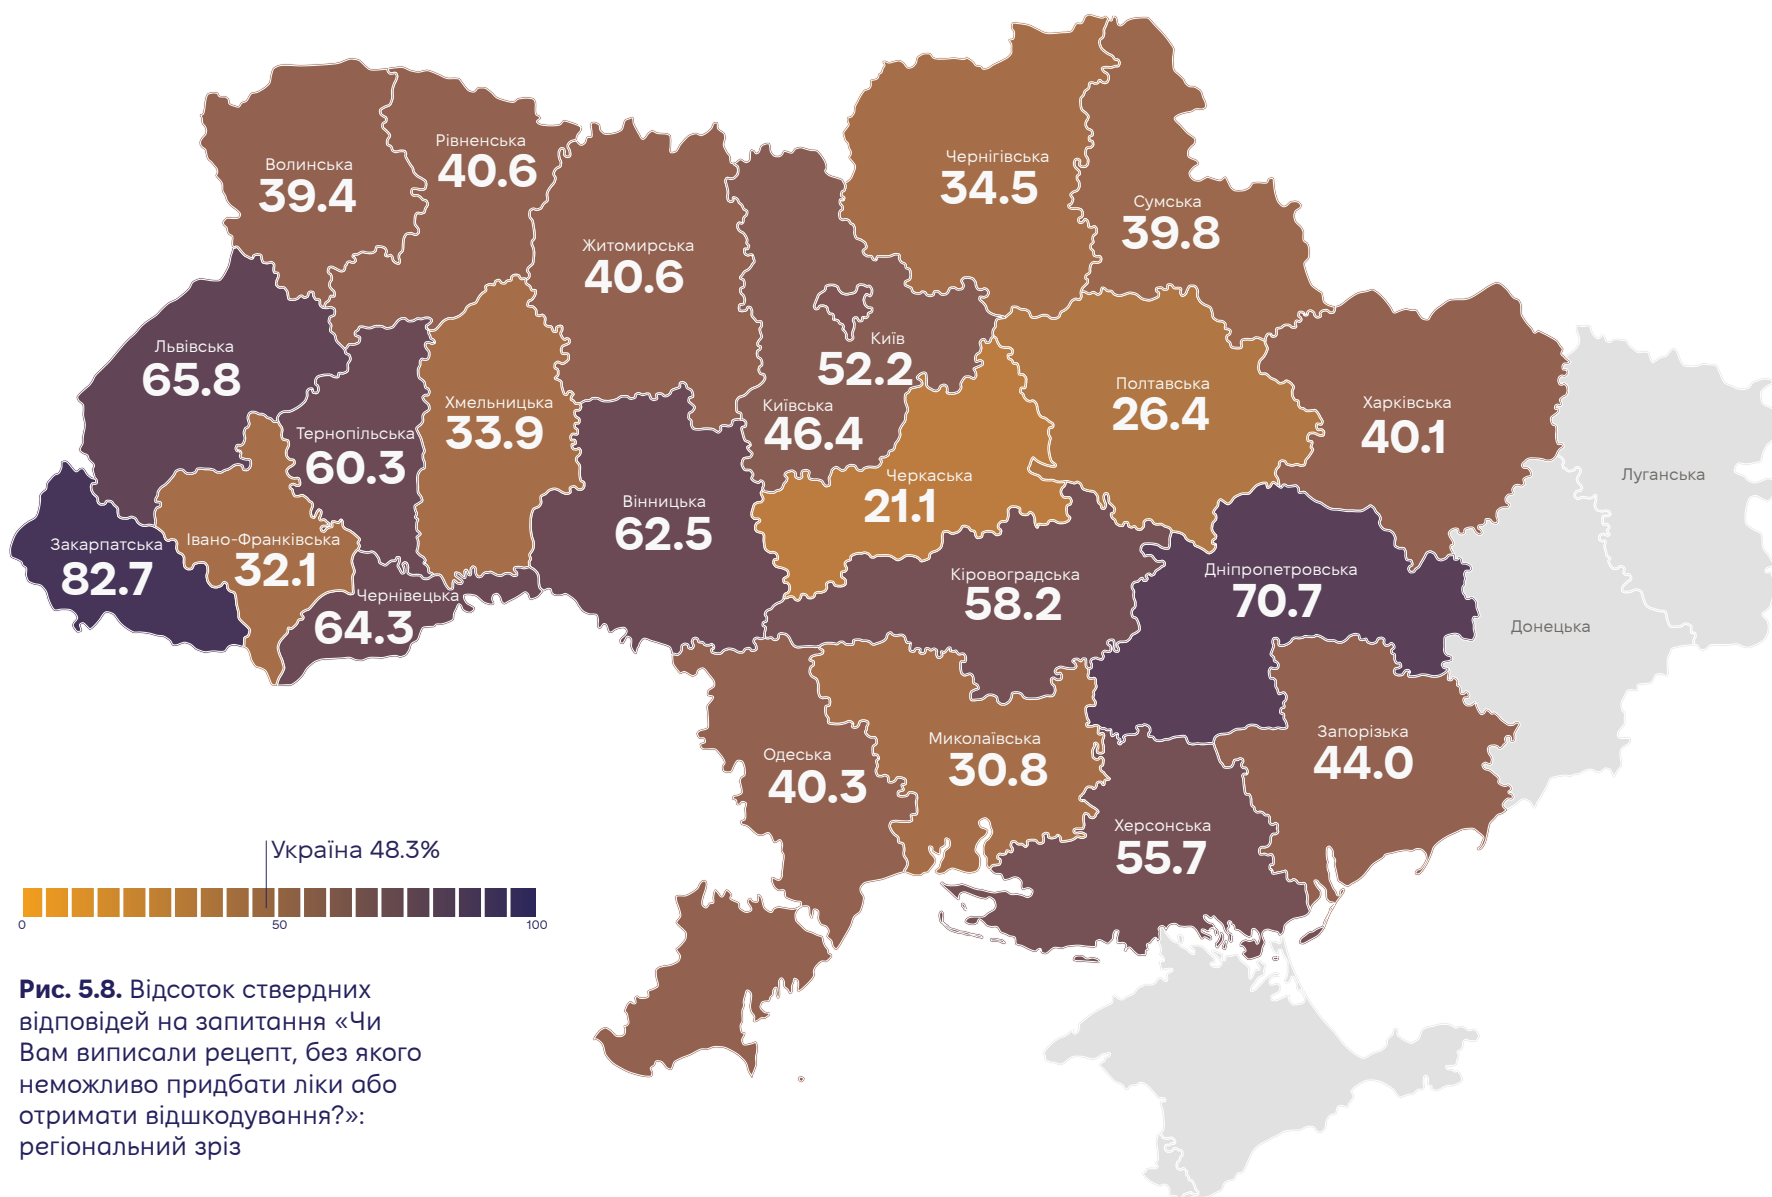 Волинська
39.4
Рівненська
40.6
Житомирська
40.6
Чернігівська
34.5
Сумська
39.8
Львівська
65.8
Тернопільська
60.3
Хмельницька
33.9
Київ
52.2
Київська
46.4
Черкаська
21.1
Полтавська
26.4
Харківська
40.1
Луганська
Закарпатська
82.7
Івано-Франківська
32.1
Чернівецька
64.3
Вінницька
62.5
Кіровоградська
58.2
Дніпропетровська
70.7
Донецька
Одеська
40.3
Миколаївська
30.8
Херсонська
55.7
Запорізька
44.0
Україна 48.3%
0 50 100
Рис. 5.8. Відсоток ствердних
відповідей на запитання «Чи
Вам виписали рецепт, без якого
неможливо придбати ліки або
отримати відшкодування?»:
регіональний зріз